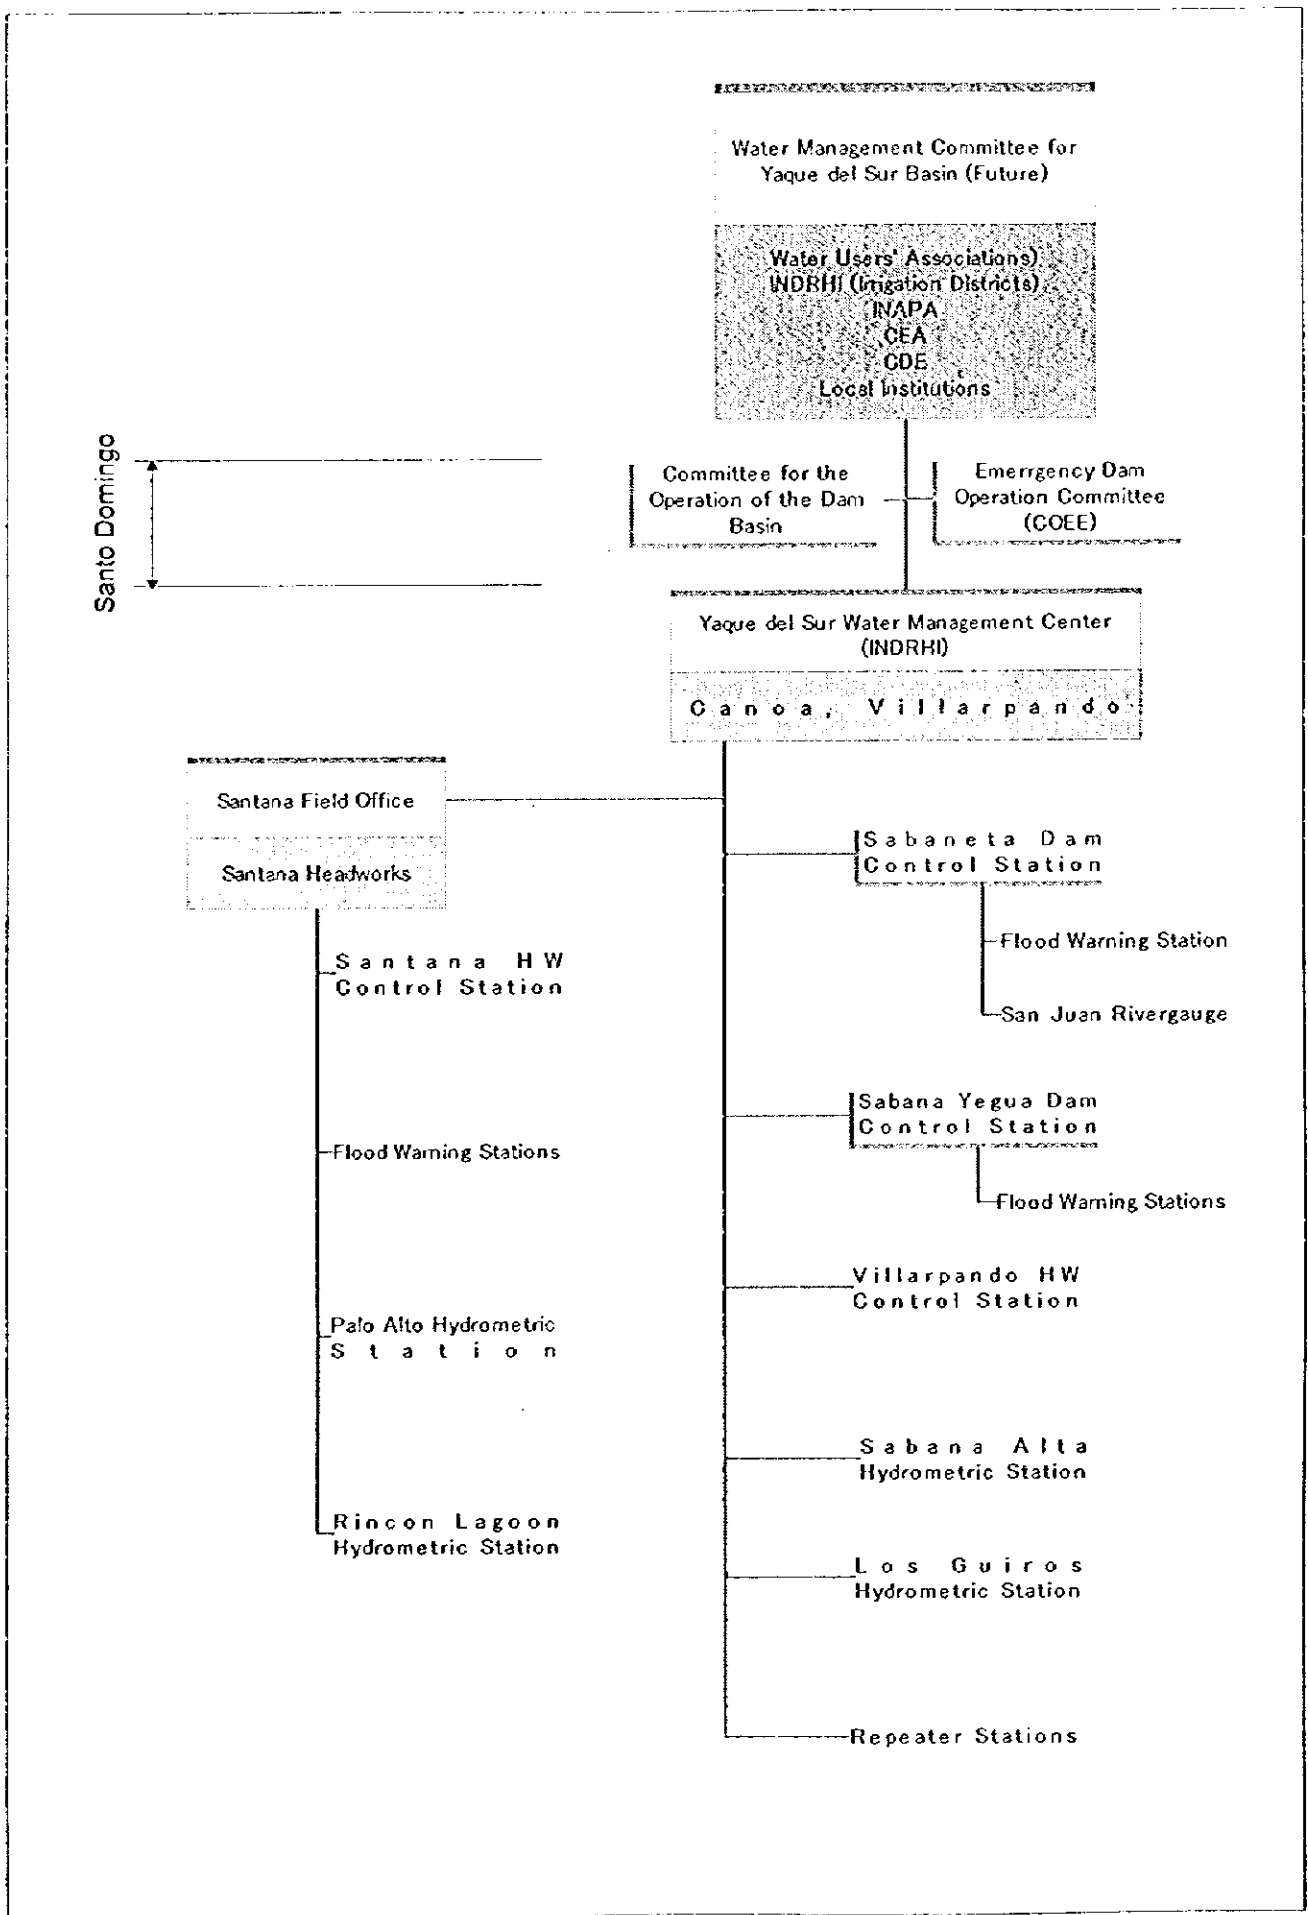 Water Management Committee for
Yaque del Sur Basin (Future)
Water Users' Associations)
INDRHI (Irrigation Districts)
INAPA
CEA
CDE
Local Institutions
Santo Domingo
Committee for the
Operation of the Dam
Basin
Emerrgency Dam
Operation Committee
(COEE)
Yaque del Sur Water Management Center
(INDRHI)
Canoa, Villarpando
Santana Field Office
Santana Headworks
Santana HW
Control Station
Flood Warning Stations
Palo Alto Hydrometric
Station
Rincon Lagoon
Hydrometric Station
Sabaneta Dam
Control Station
Flood Warning Station
San Juan Rivergauge
Sabana Yegua Dam
Control Station
Flood Warning Stations
Villarpando HW
Control Station
Sabana Alta
Hydrometric Station
Los Guiros
Hydrometric Station
Repeater Stations